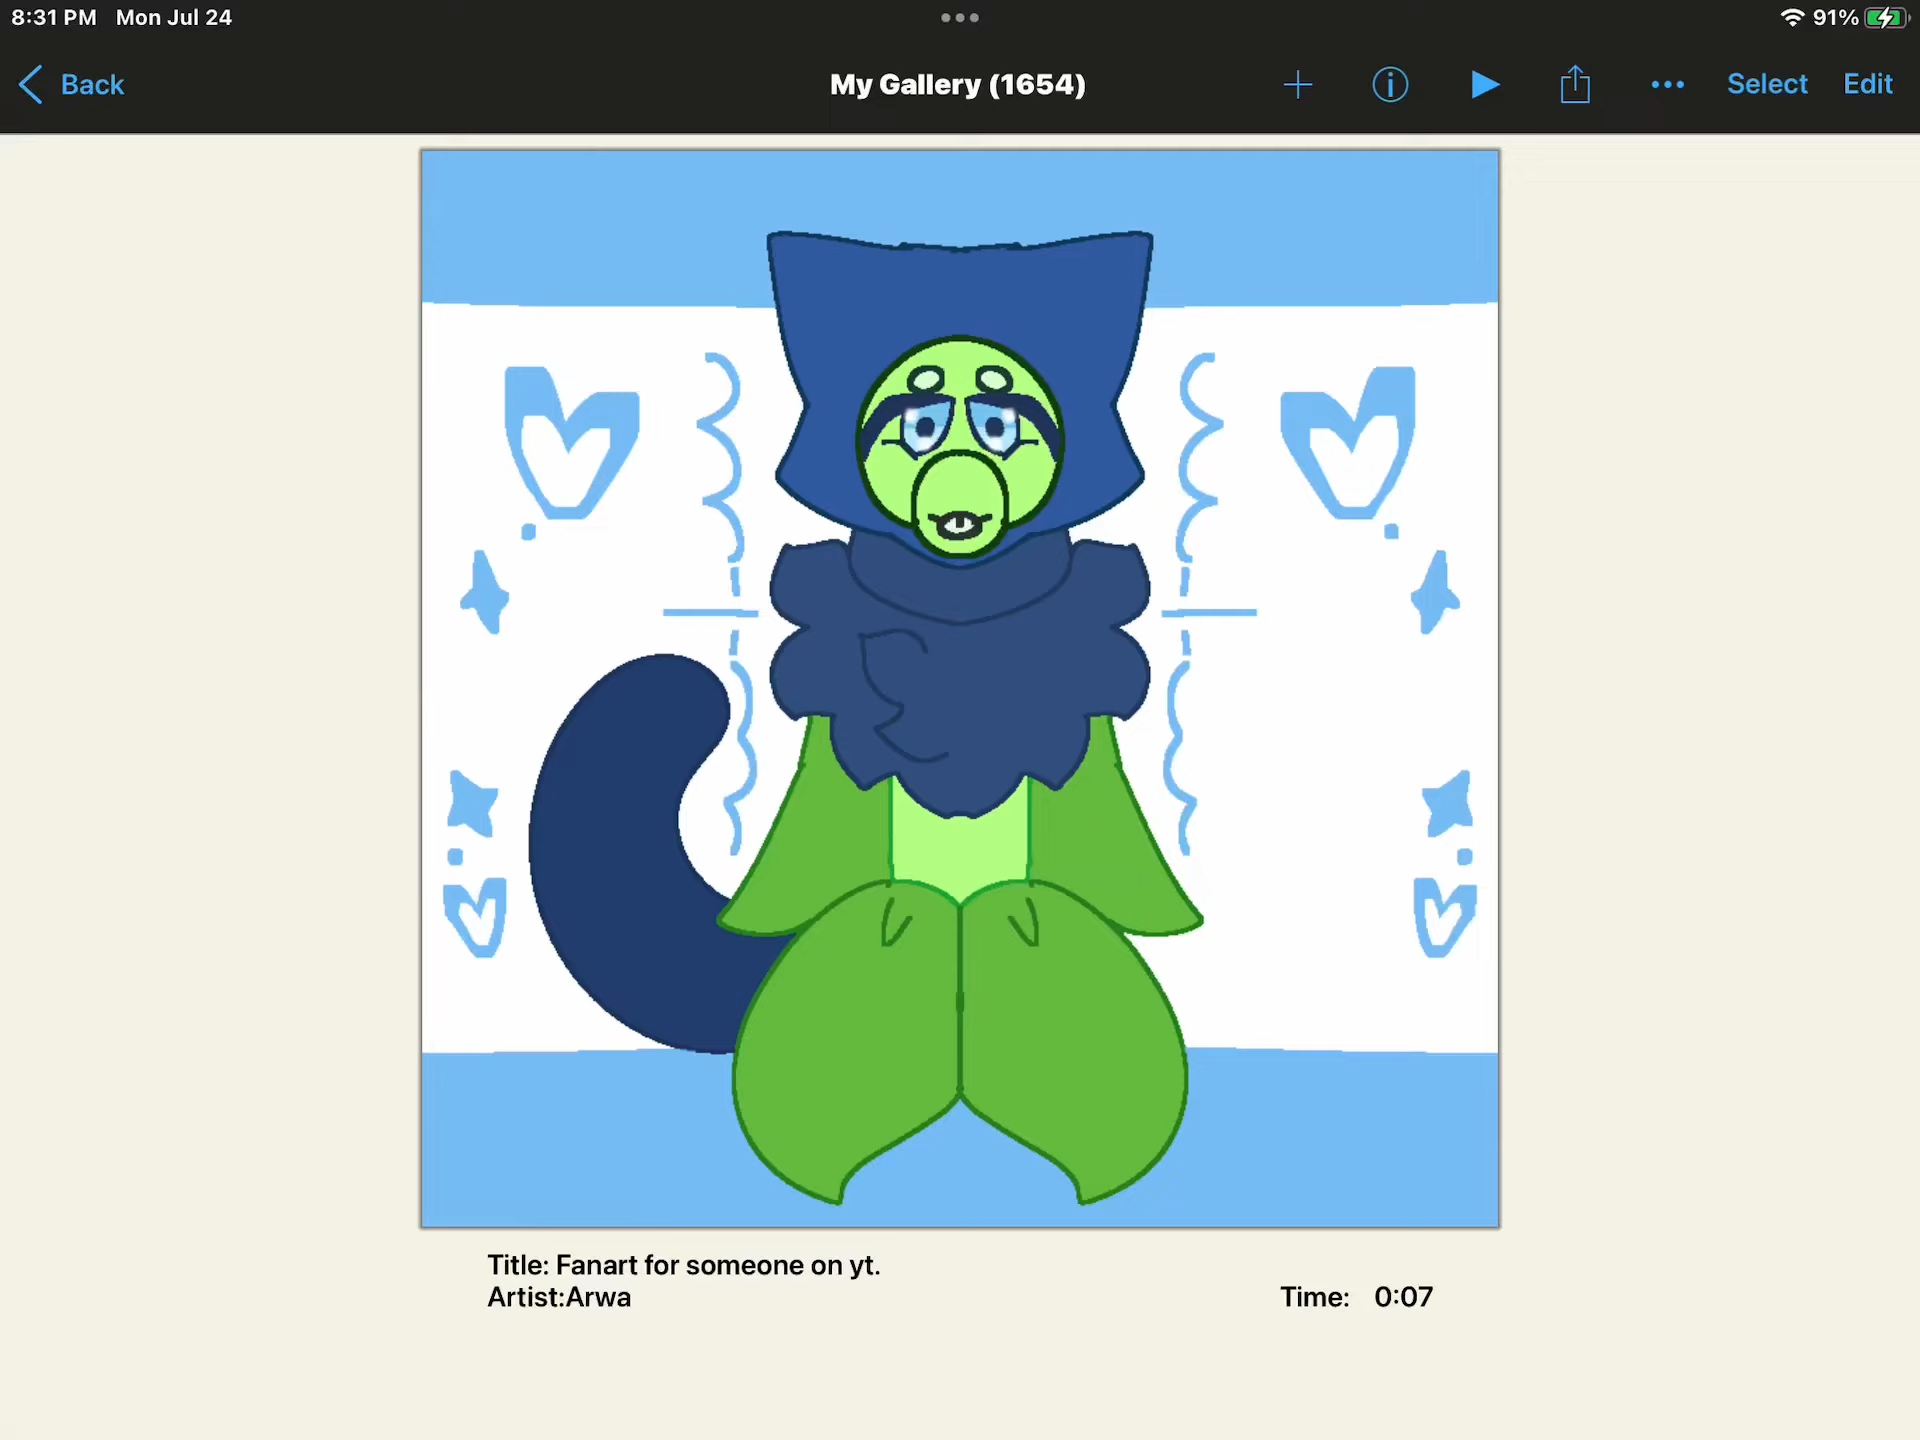 8:31 PM Mon Jul 24
91%
Back
My Gallery (1654)
Select
Edit
Title: Fanart for someone on yt.
Artist:Arwa
Time: 0:07